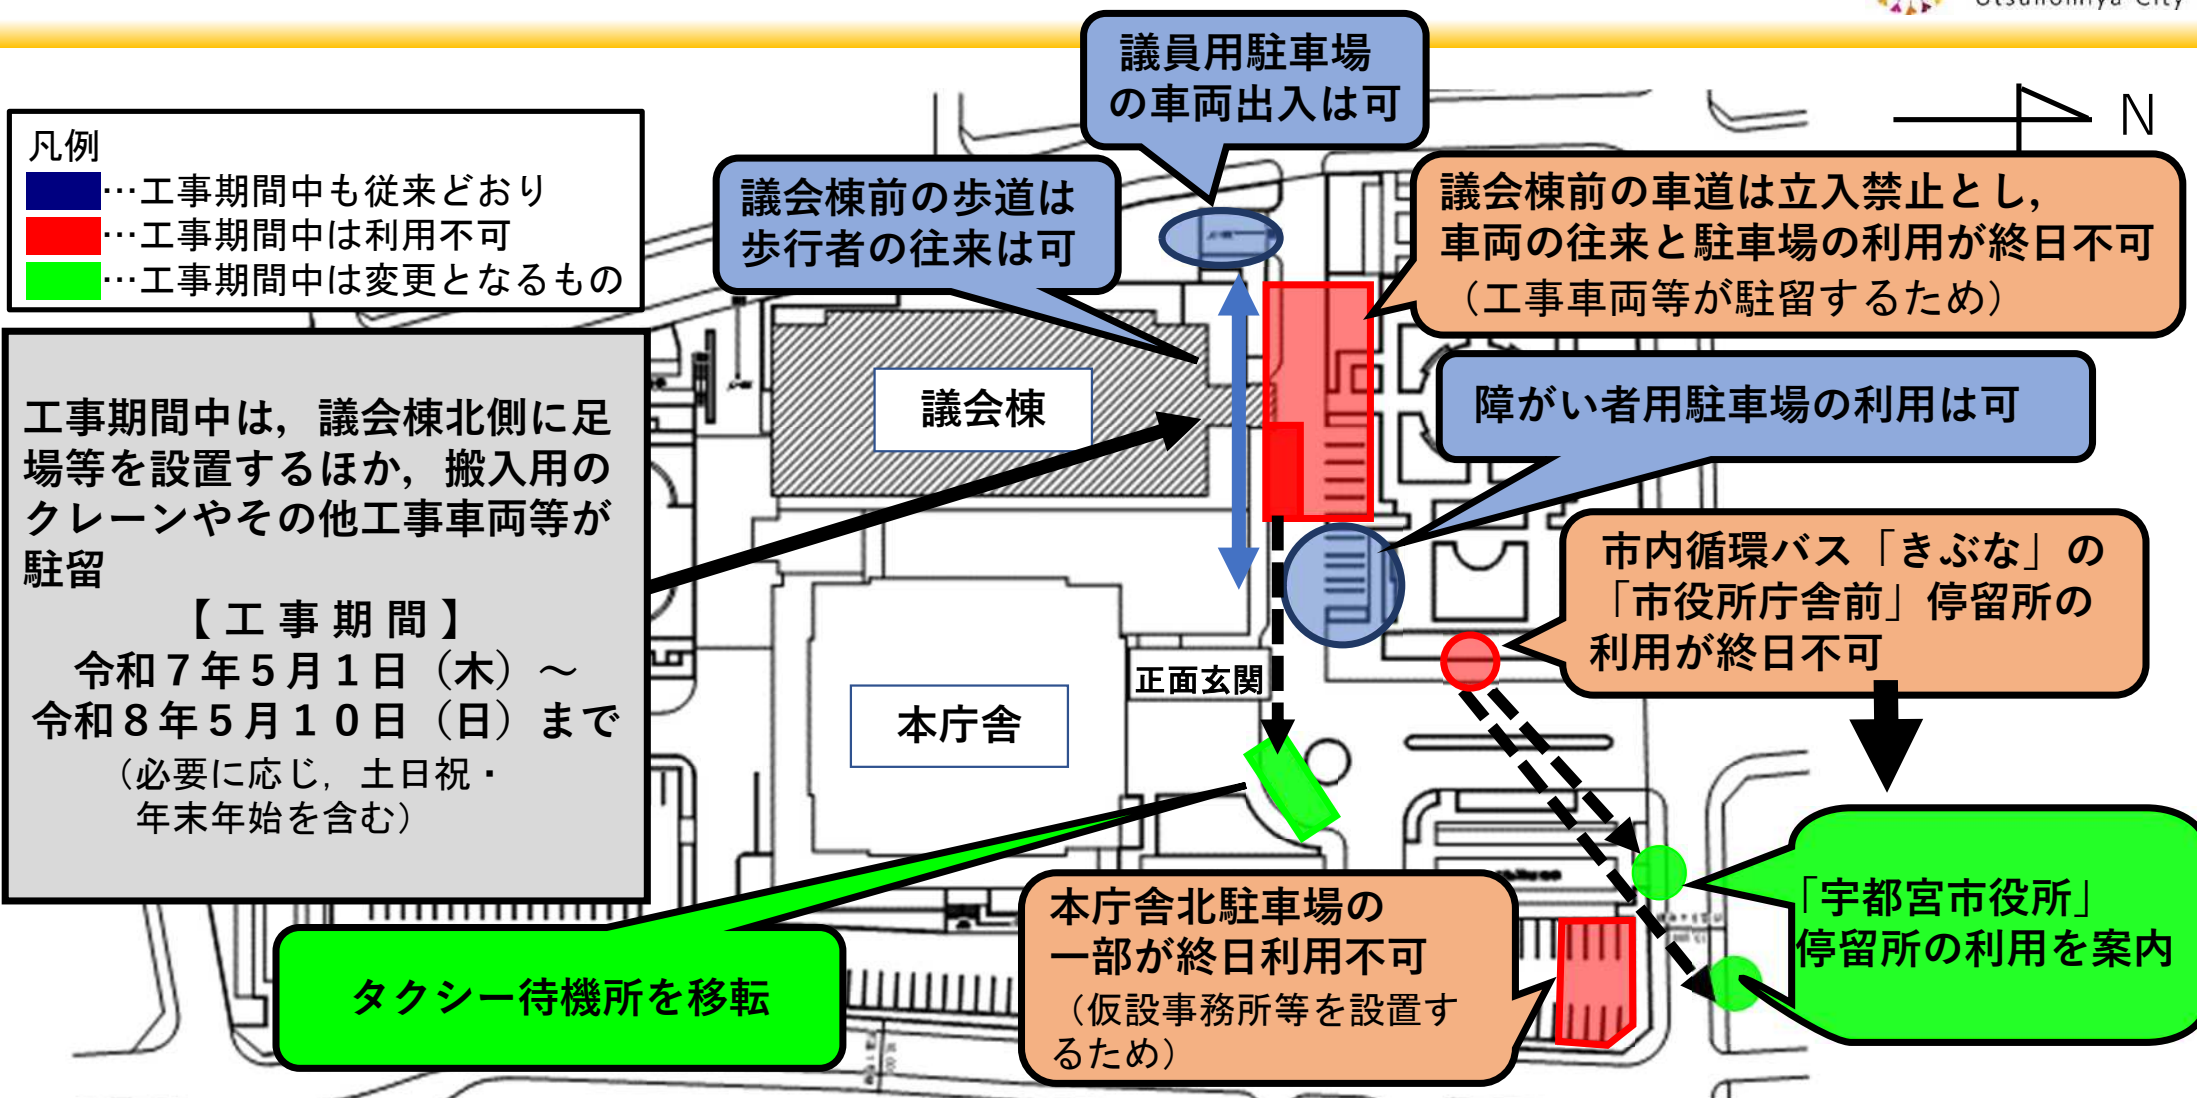 Utsunomiya City
議員用駐車場
の車両出入は可
N
凡例
…工事期間中も従来どおり
…工事期間中は利用不可
…工事期間中は変更となるもの
議会棟前の歩道は
歩行者の往来は可
議会棟前の車道は立入禁止とし，
車両の往来と駐車場の利用が終日不可
（工事車両等が駐留するため）
工事期間中は，議会棟北側に足
場等を設置するほか，搬入用の
クレーンやその他工事車両等が
駐留
【工事期間】
令和７年５月１日（木）～
令和８年５月１０日（日）まで
（必要に応じ，土日祝・
年末年始を含む）
議会棟
障がい者用駐車場の利用は可
市内循環バス「きぶな」の
「市役所庁舎前」停留所の
利用が終日不可
正面玄関
本庁舎
「宇都宮市役所」
停留所の利用を案内
本庁舎北駐車場の
一部が終日利用不可
（仮設事務所等を設置す
るため）
タクシー待機所を移転